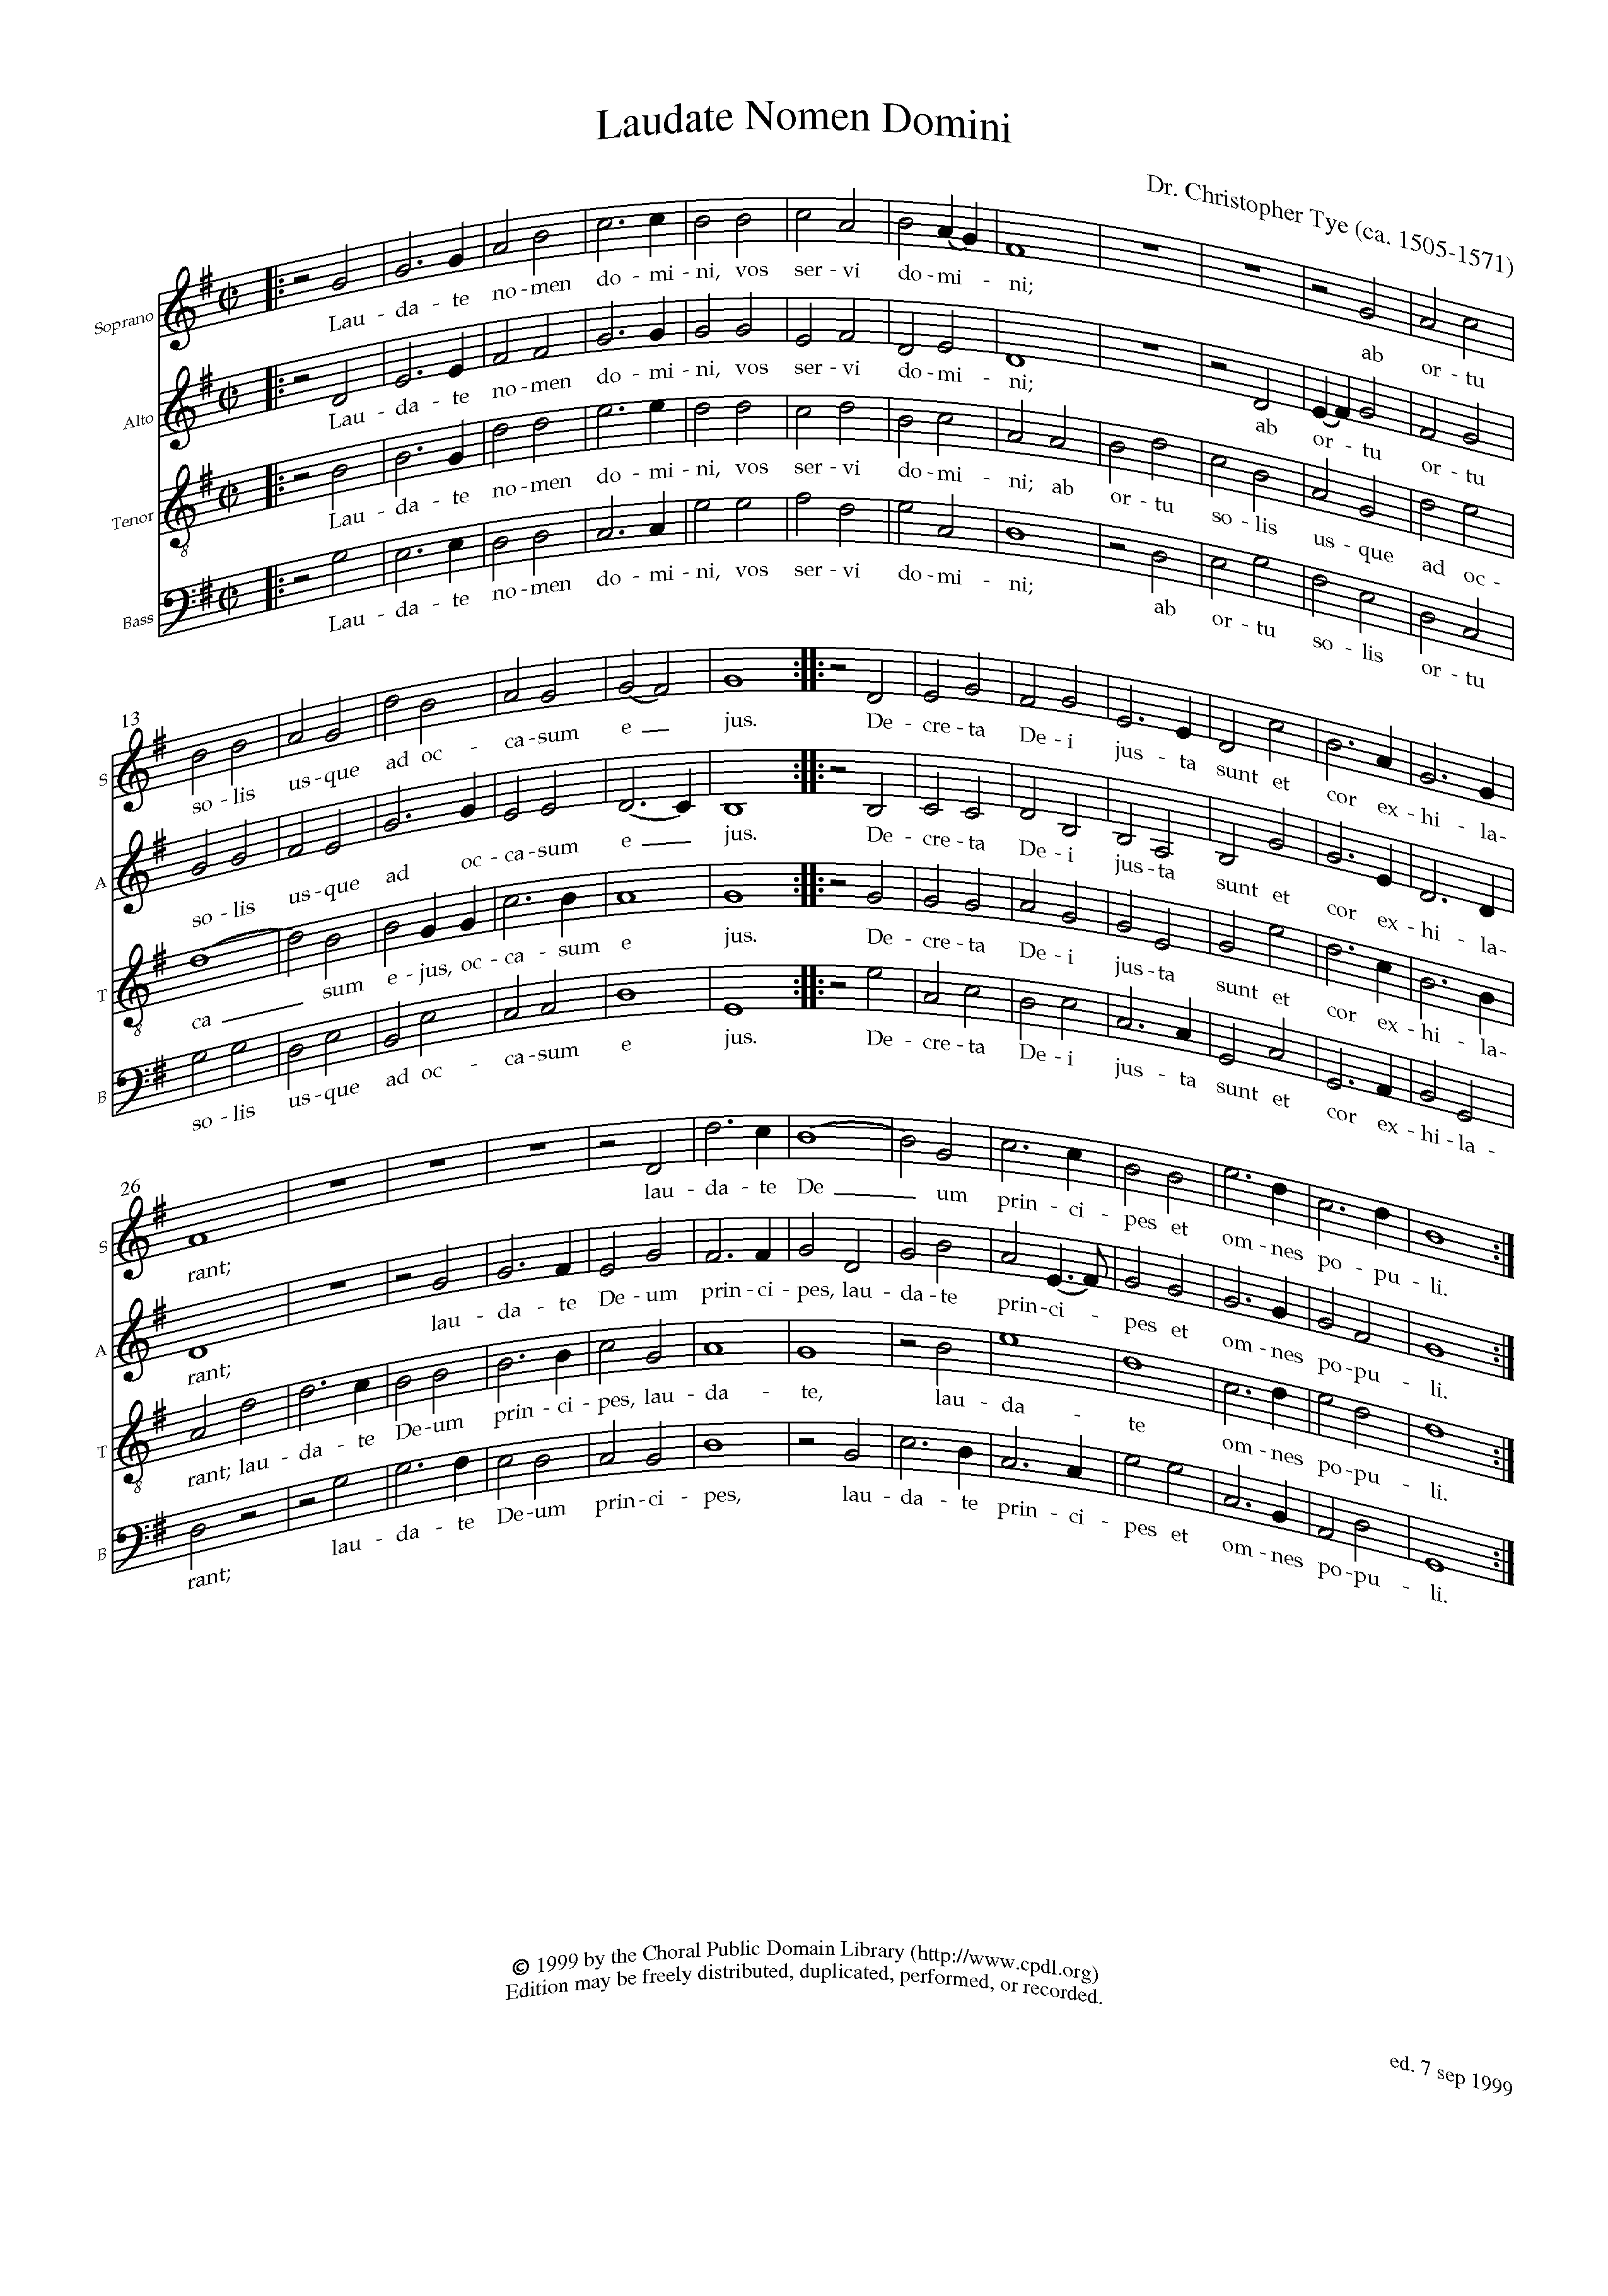 Laudate Nomen Domini
Dr. Christopher Tye (ca. 1505-1571)
Soprano
Lau - da - te no - men do - mi - ni, vos ser - vi do - mi - ni; ab or - tu
Alto
Lau - da - te no - men do - mi - ni, vos ser - vi do - mi - ni; ab or - tu or - tu
Tenor
8
Lau - da - te no - men do - mi - ni, vos ser - vi do - mi - ni; ab or - tu so - lis us - que ad oc -
Bass
Lau - da - te no - men do - mi - ni, vos ser - vi do - mi - ni; ab or - tu so - lis or - tu
13
S
so - lis us - que ad oc - ca - sum e jus. De - cre - ta De - i jus - ta sunt et cor ex - hi - la -
A
so - lis us - que ad oc - ca - sum e jus. De - cre - ta De - i jus - ta sunt et cor ex - hi - la -
T
8
ca sum e - jus, oc - ca - sum e jus. De - cre - ta De - i jus - ta sunt et cor ex - hi - la -
B
so - lis us - que ad oc - ca - sum e jus. De - cre - ta De - i jus - ta sunt et cor ex - hi - la -
26
S
rant; lau - da - te De um prin - ci - pes et om - nes po - pu - li.
A
rant; lau - da - te De - um prin - ci - pes, lau - da - te prin - ci - pes et om - nes po - pu - li.
T
8
rant; lau - da - te De - um prin - ci - pes, lau - da - te, lau - da - te om - nes po - pu - li.
B
rant; lau - da - te De - um prin - ci - pes, lau - da - te prin - ci - pes et om - nes po - pu - li.
© 1999 by the Choral Public Domain Library (http://www.cpdl.org)
Edition may be freely distributed, duplicated, performed, or recorded.
ed. 7 sep 1999